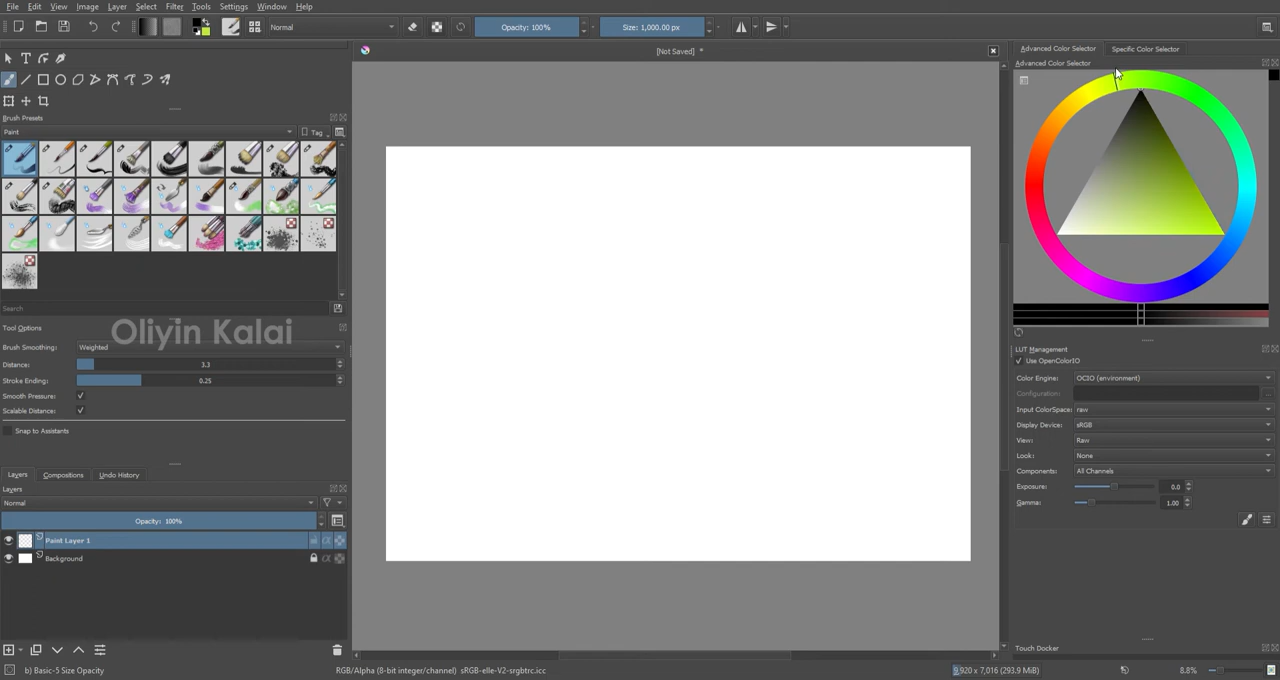 File Edit View Image Layer Select Filter Tools Settings Window Help
Normal
Opacity: 100%
Size: 1,000.00 px
[Not Saved] *
Advanced Color Selector
Specific Color Selector
Advanced Color Selector
Brush Presets
Paint
Tag
Search
Tool Options
Oliyin Kalai
Brush Smoothing: Weighted
Distance: 3.3
Stroke Ending: 0.25
Smooth Pressure:
Scalable Distance:
Snap to Assistants
Layers Compositions Undo History
Layers
Normal
Opacity: 100%
Paint Layer 1
Background
LUT Management
Use OpenColorIO
Color Engine: OCIO (environment)
Configuration:
Input ColorSpace: raw
Display Device: sRGB
View: Raw
Look: None
Components: All Channels
Exposure: 0.0
Gamma: 1.00
Touch Docker
b) Basic-5 Size Opacity
RGB/Alpha (8-bit integer/channel) sRGB-elle-V2-srgbtrc.icc
9,920 x 7,016 (293.9 MiB)
8.8%